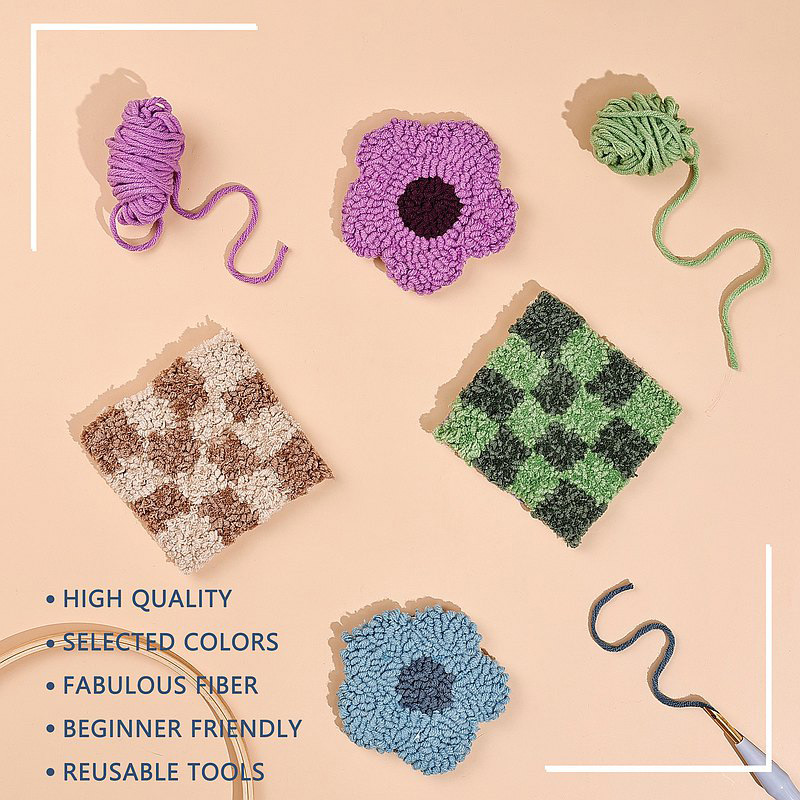 • HIGH QUALITY
• SELECTED COLORS
• FABULOUS FIBER
• BEGINNER FRIENDLY
• REUSABLE TOOLS